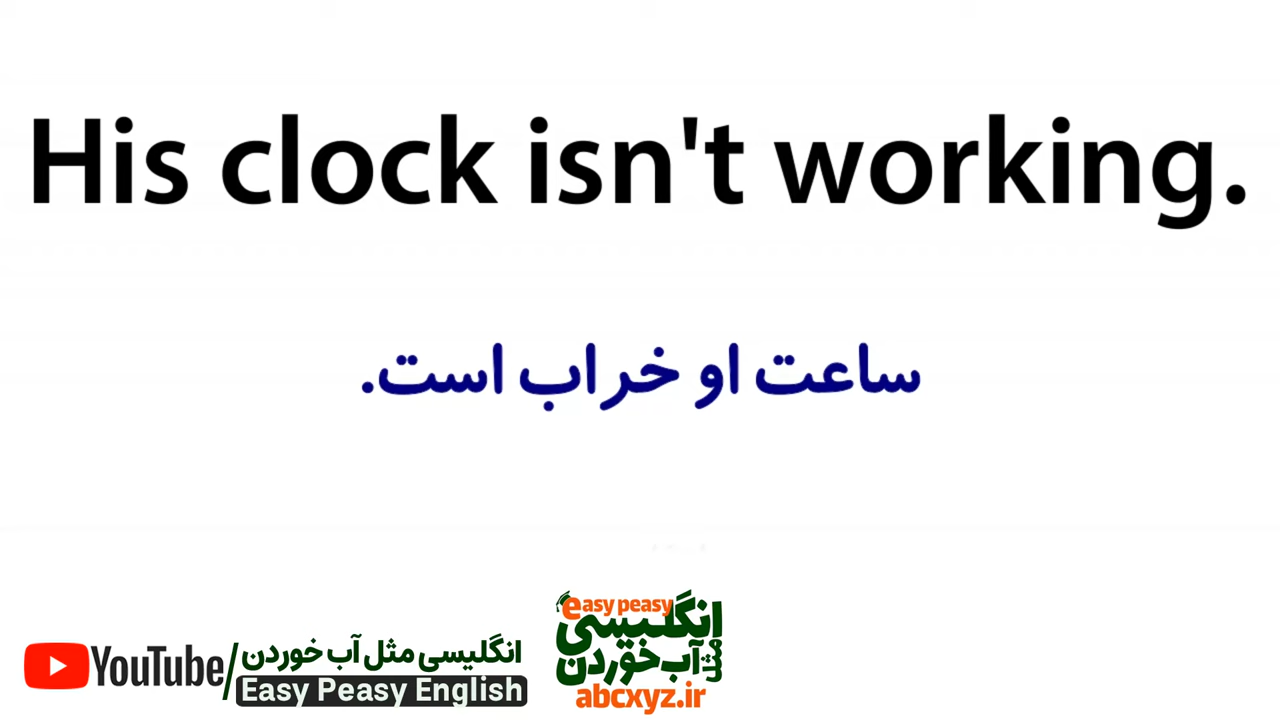 His clock isn't working.
ساعت او خراب است.
YouTube/انگلیسی مثل آب خوردن
Easy Peasy English
easy peasy
انگلیسی
مثل
آب خوردن
abcxyz.ir